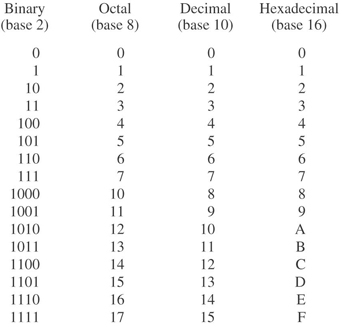 Binary Octal Decimal Hexadecimal
(base 2) (base 8) (base 10) (base 16)
0 0 0 0
1 1 1 1
10 2 2 2
11 3 3 3
100 4 4 4
101 5 5 5
110 6 6 6
111 7 7 7
1000 10 8 8
1001 11 9 9
1010 12 10 A
1011 13 11 B
1100 14 12 C
1101 15 13 D
1110 16 14 E
1111 17 15 F